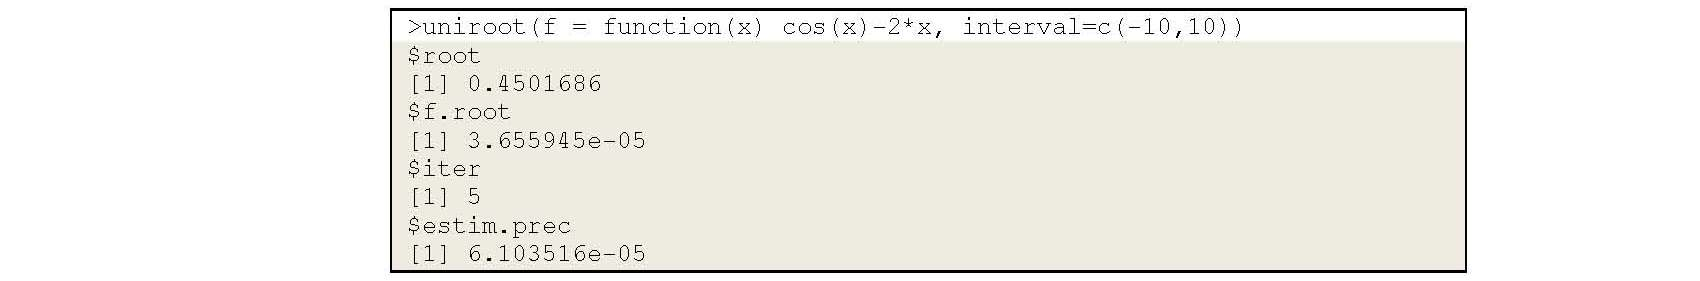 >uniroot(f = function(x) cos(x)-2*x, interval=c(-10,10))
$root
[1] 0.4501686
$f.root
[1] 3.655945e-05
$iter
[1] 5
$estim.prec
[1] 6.103516e-05